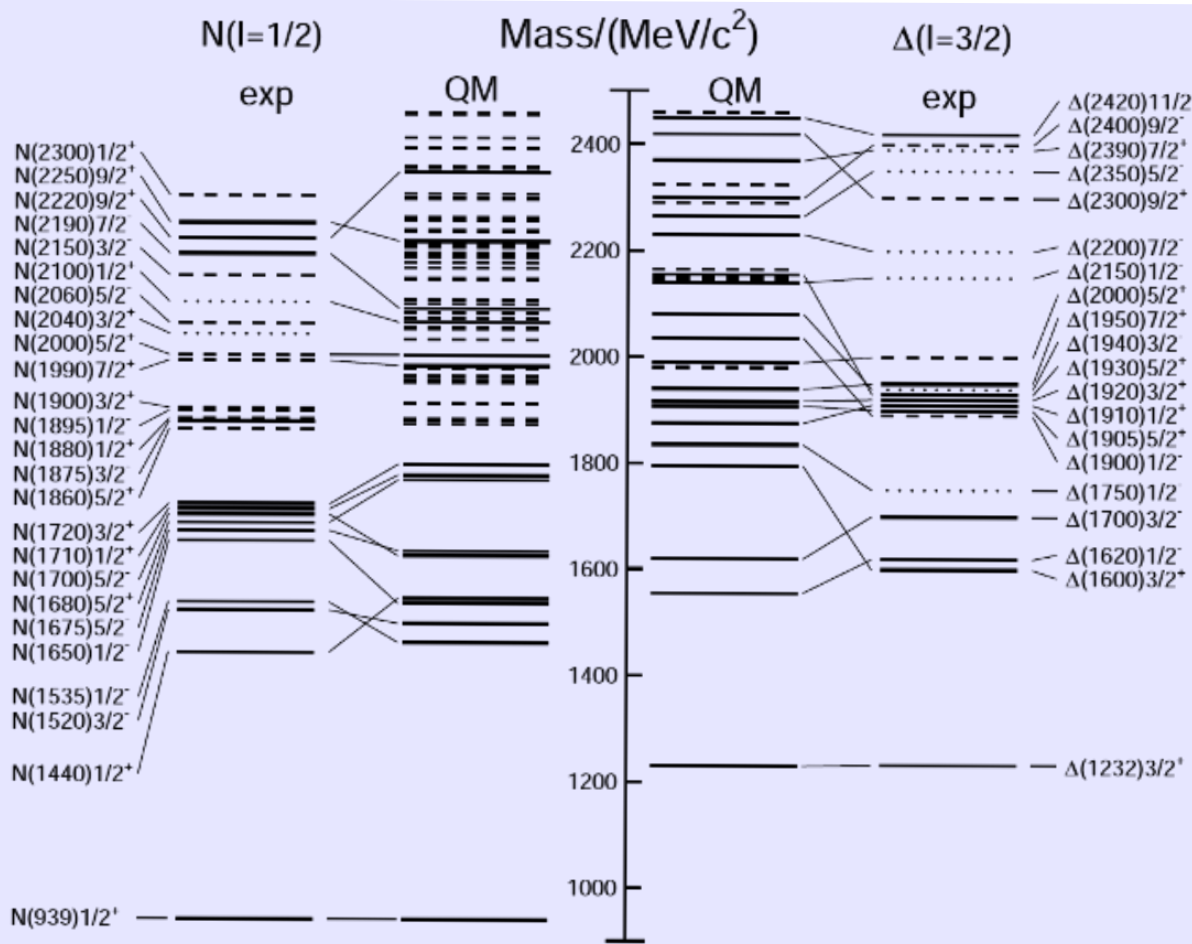 N(I=1/2)
Mass/(MeV/c²)
Δ(I=3/2)
exp
QM
QM
exp
N(2300)1/2⁺
N(2250)9/2⁺
N(2220)9/2⁺
N(2190)7/2⁻
N(2150)3/2⁻
N(2100)1/2⁺
N(2060)5/2⁻
N(2040)3/2⁺
N(2000)5/2⁺
N(1990)7/2⁺
N(1900)3/2⁺
N(1895)1/2⁻
N(1880)1/2⁺
N(1875)3/2⁻
N(1860)5/2⁺
N(1720)3/2⁺
N(1710)1/2⁺
N(1700)5/2⁻
N(1680)5/2⁺
N(1675)5/2⁻
N(1650)1/2⁻
N(1535)1/2⁻
N(1520)3/2⁻
N(1440)1/2⁺
N(939)1/2⁺
2400
2200
2000
1800
1600
1400
1200
1000
Δ(2420)11/2
Δ(2400)9/2⁻
Δ(2390)7/2⁺
Δ(2350)5/2⁻
Δ(2300)9/2⁺
Δ(2200)7/2⁻
Δ(2150)1/2⁻
Δ(2000)5/2⁺
Δ(1950)7/2⁺
Δ(1940)3/2⁻
Δ(1930)5/2⁺
Δ(1920)3/2⁺
Δ(1910)1/2⁺
Δ(1905)5/2⁺
Δ(1900)1/2⁻
Δ(1750)1/2⁻
Δ(1700)3/2⁻
Δ(1620)1/2⁻
Δ(1600)3/2⁺
Δ(1232)3/2⁺